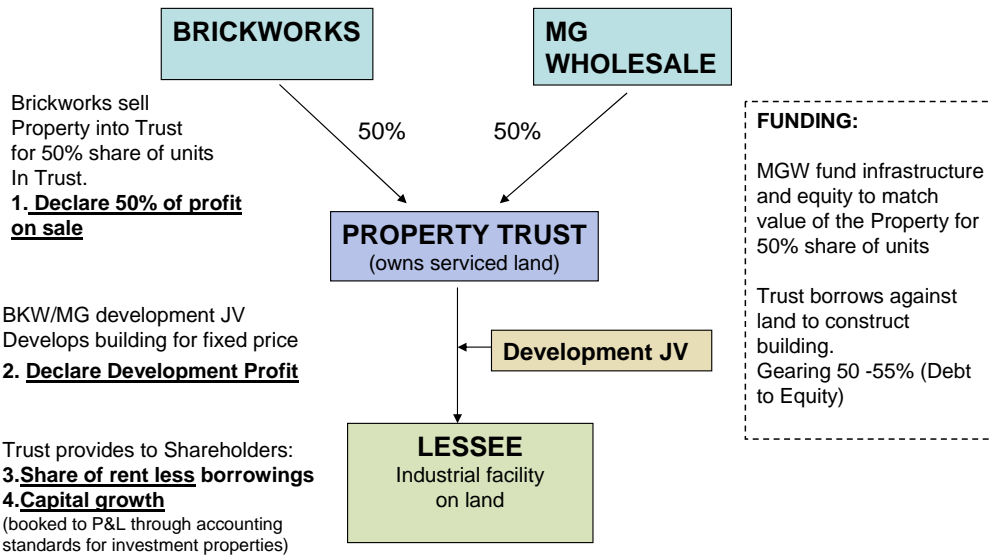 BRICKWORKS
MG
WHOLESALE
Brickworks sell
Property into Trust
for 50% share of units
In Trust.
1. Declare 50% of profit
on sale
50%
50%
FUNDING:
MGW fund infrastructure
and equity to match
value of the Property for
50% share of units
Trust borrows against
land to construct
building.
Gearing 50 -55% (Debt
to Equity)
PROPERTY TRUST
(owns serviced land)
BKW/MG development JV
Develops building for fixed price
2. Declare Development Profit
Development JV
Trust provides to Shareholders:
3.Share of rent less borrowings
4.Capital growth
(booked to P&L through accounting
standards for investment properties)
LESSEE
Industrial facility
on land